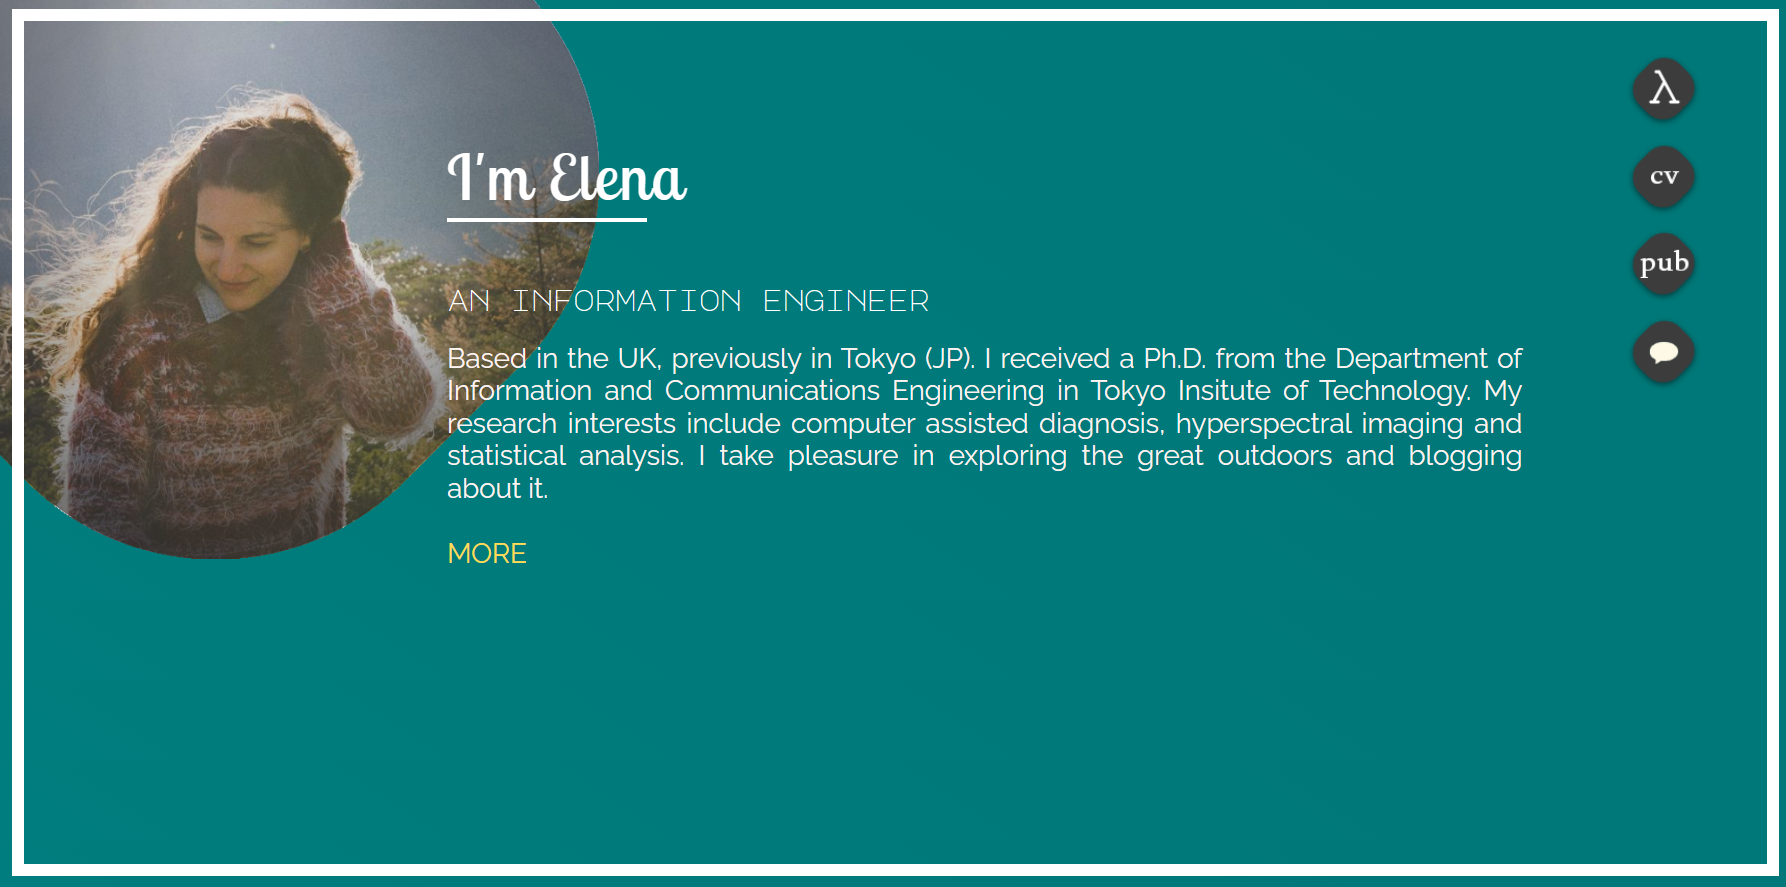 I'm Elena
AN INFORMATION ENGINEER
Based in the UK, previously in Tokyo (JP). I received a Ph.D. from the Department of
Information and Communications Engineering in Tokyo Insitute of Technology. My
research interests include computer assisted diagnosis, hyperspectral imaging and
statistical analysis. I take pleasure in exploring the great outdoors and blogging
about it.
MORE
λ
cv
pub